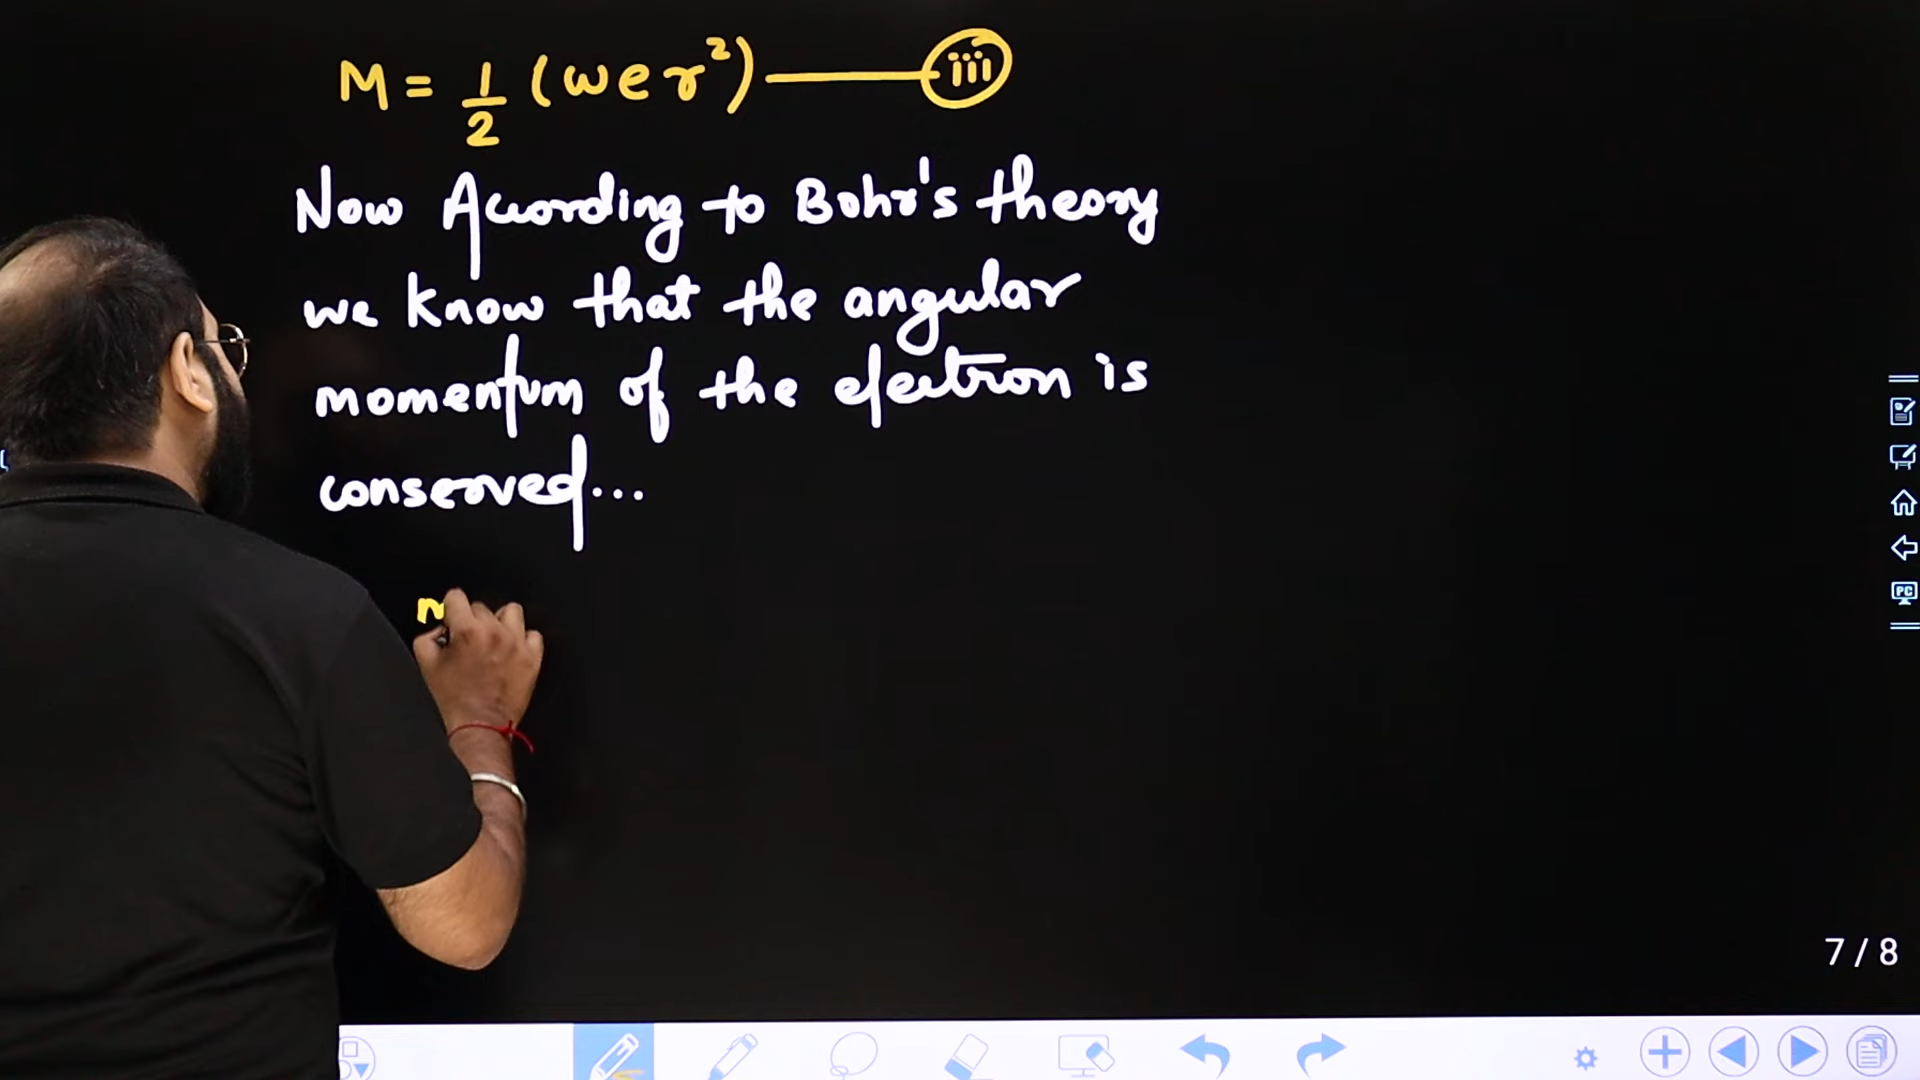 M = 1/2 (wer²) — iii
Now According to Bohr's theory
we know that the angular
momentum of the electron is
conserved...
m
PC
7 / 8